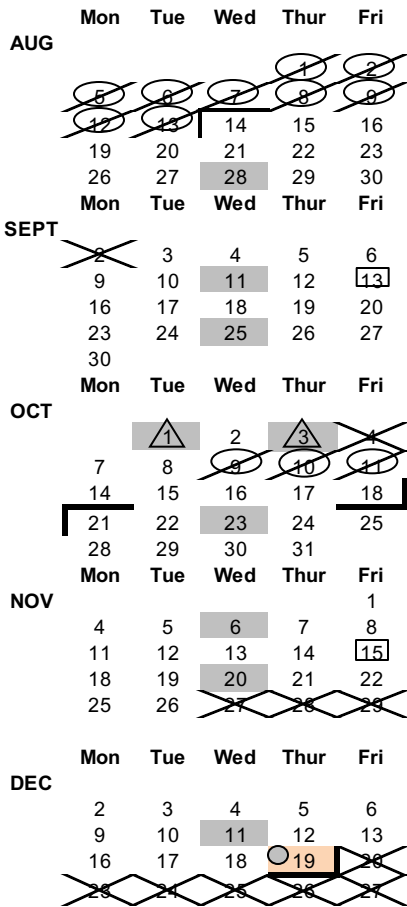 Mon Tue Wed Thur Fri
AUG
1 2
5 6 7 8 9
12 13 14 15 16
19 20 21 22 23
26 27 28 29 30
Mon Tue Wed Thur Fri
SEPT
2 3 4 5 6
9 10 11 12 13
16 17 18 19 20
23 24 25 26 27
30
Mon Tue Wed Thur Fri
OCT
1 2 3 4
7 8 9 10 11
14 15 16 17 18
21 22 23 24 25
28 29 30 31
Mon Tue Wed Thur Fri
NOV
1
4 5 6 7 8
11 12 13 14 15
18 19 20 21 22
25 26 27 28 29
Mon Tue Wed Thur Fri
DEC
2 3 4 5 6
9 10 11 12 13
16 17 18 19 20
23 24 25 26 27